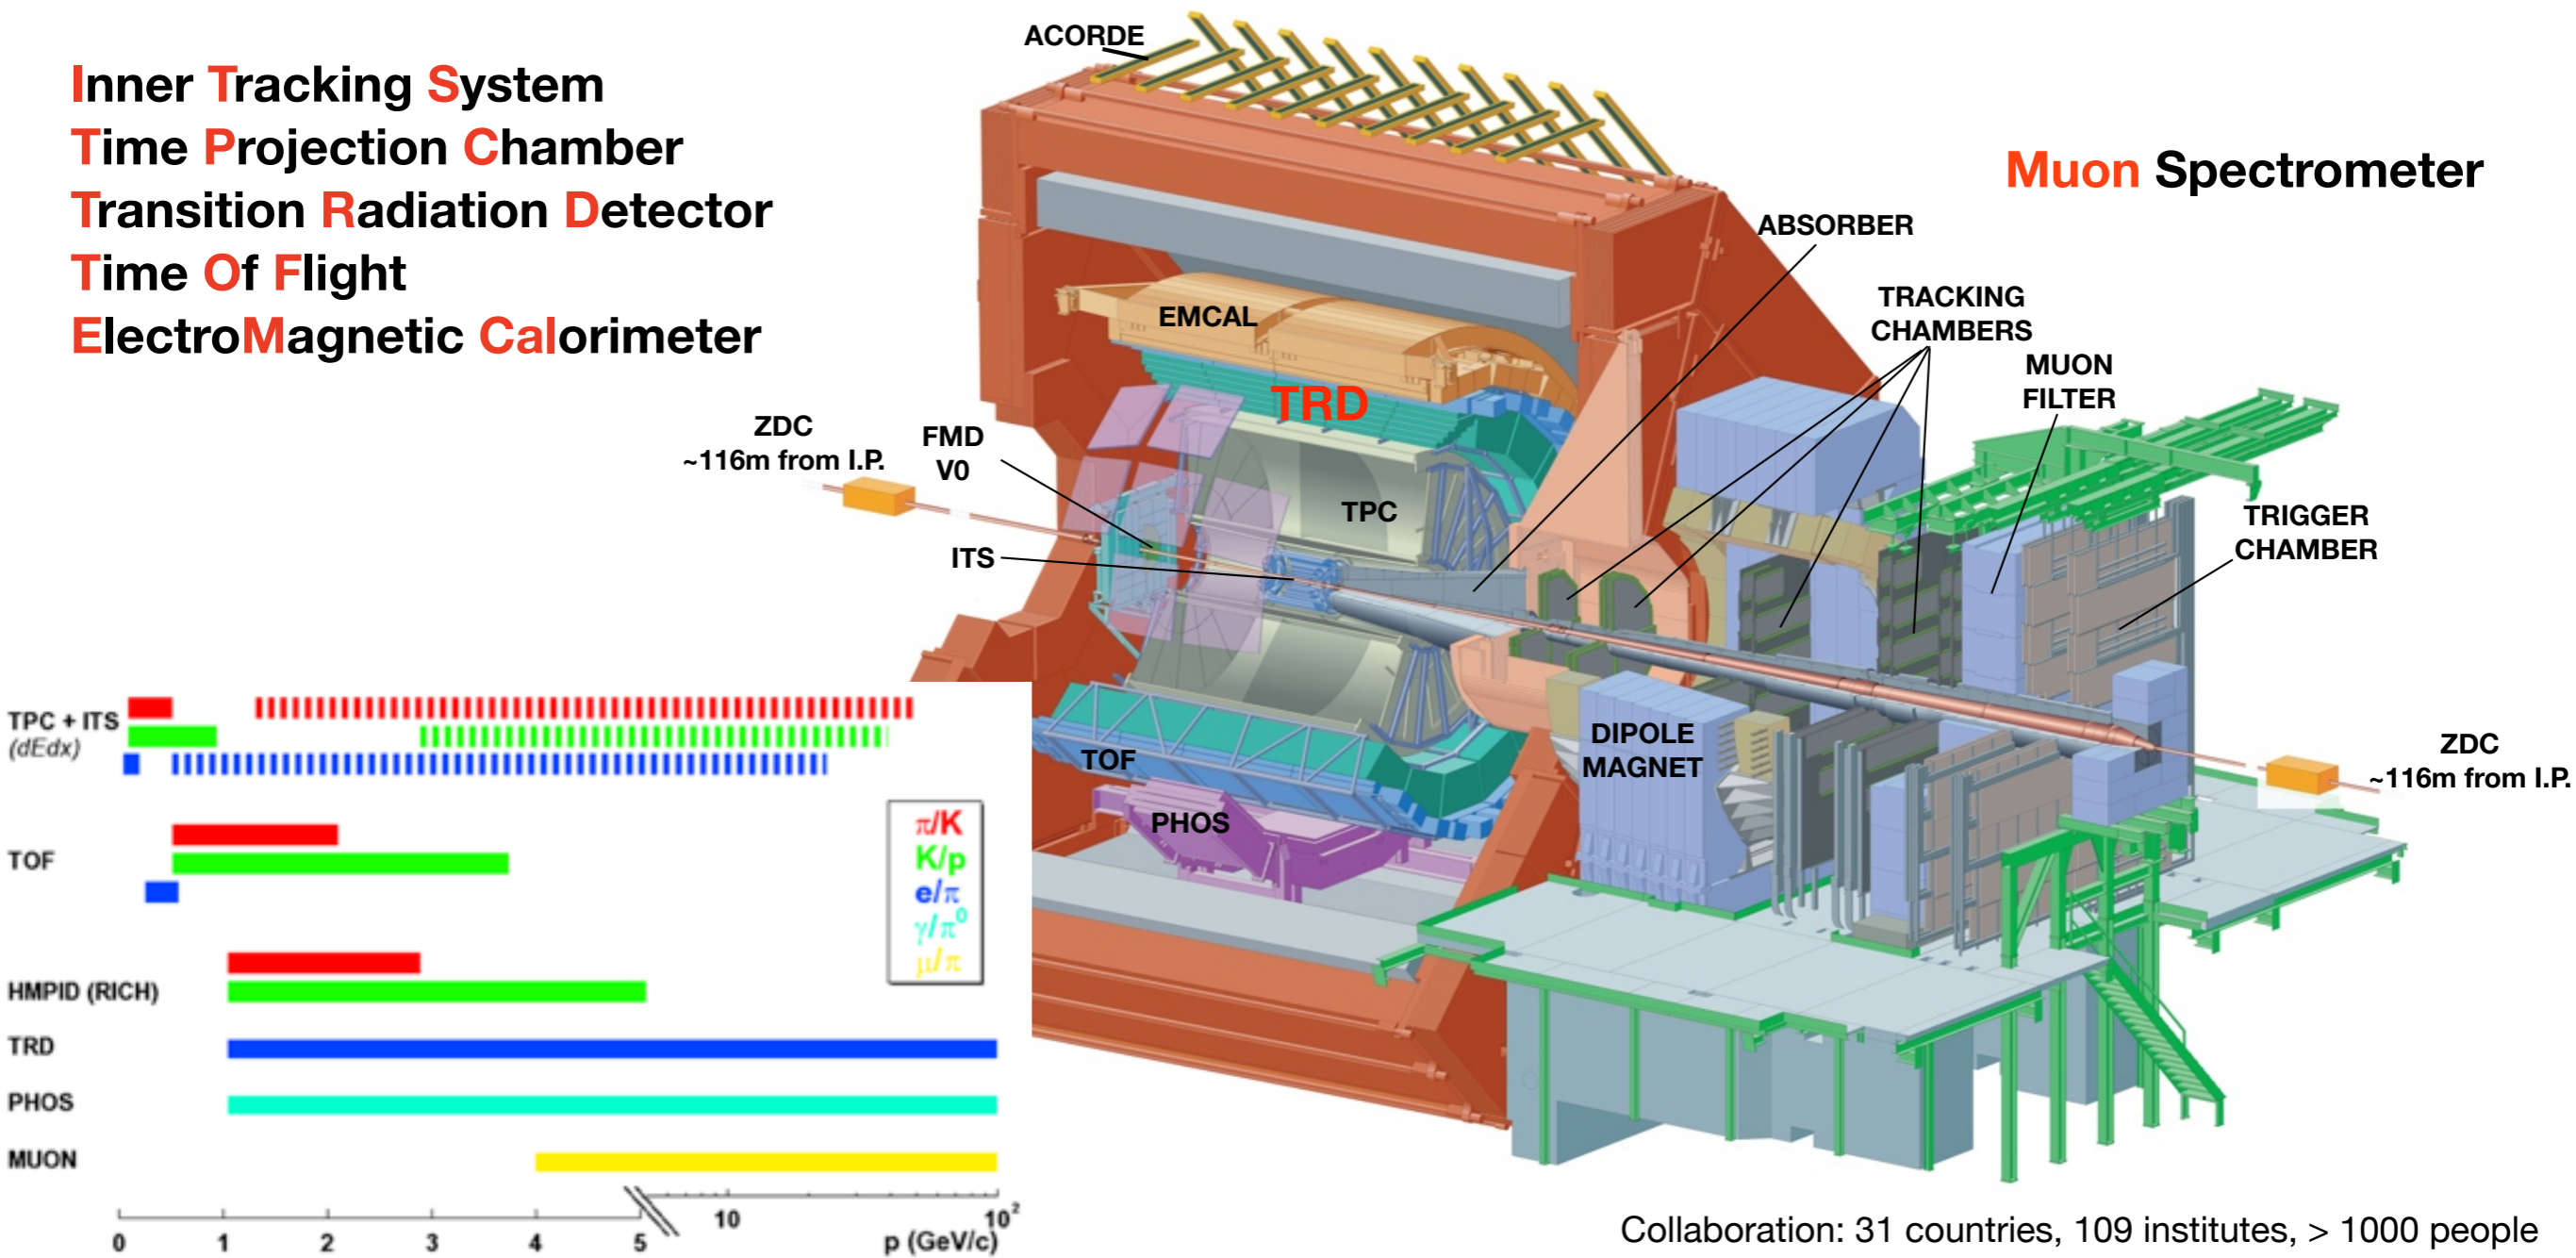 Inner Tracking System
Time Projection Chamber
Transition Radiation Detector
Time Of Flight
ElectroMagnetic Calorimeter
Muon Spectrometer
ACORDE
ABSORBER
TRACKING
CHAMBERS
MUON
FILTER
EMCAL
TRD
ZDC
~116m from I.P.
FMD
V0
TPC
ITS
TRIGGER
CHAMBER
DIPOLE
MAGNET
TOF
PHOS
ZDC
~116m from I.P.
TPC + ITS
(dEdx)
TOF
HMPID (RICH)
TRD
PHOS
MUON
π/K
K/p
e/π
γ/π⁰
μ/π
0 1 2 3 4 5 10 10²
p (GeV/c)
Collaboration: 31 countries, 109 institutes, > 1000 people